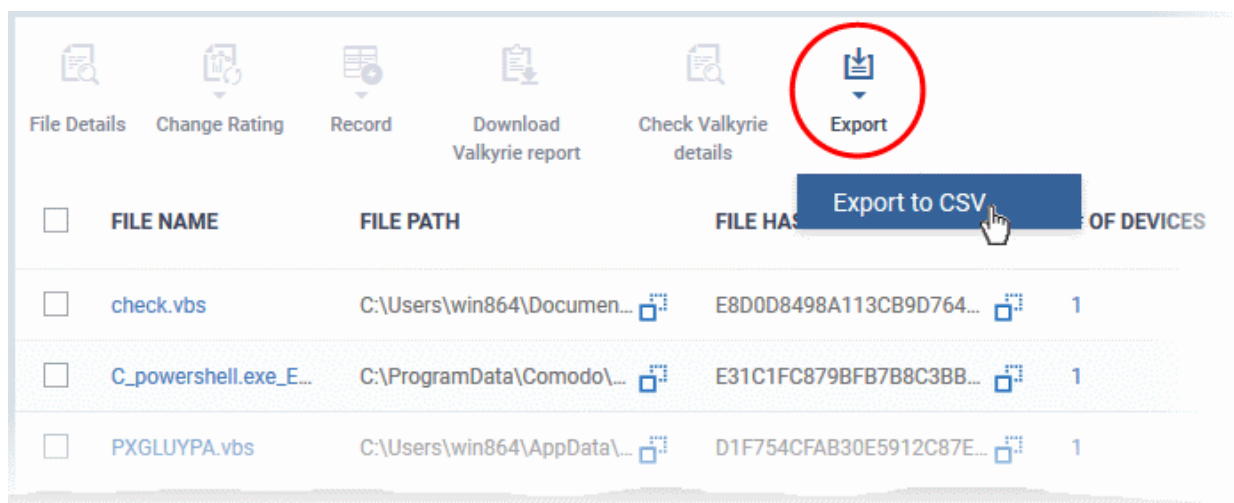 File Details Change Rating Record Download Valkyrie report Check Valkyrie details Export
Export to CSV
FILE NAME FILE PATH FILE HAS OF DEVICES
check.vbs C:\Users\win864\Documen... E8D0D8498A113CB9D764... 1
C_powershell.exe_E... C:\ProgramData\Comodo\... E31C1FC879BFB7B8C3BB... 1
PXGLUYPA.vbs C:\Users\win864\AppData\... D1F754CFAB30E5912C87E... 1